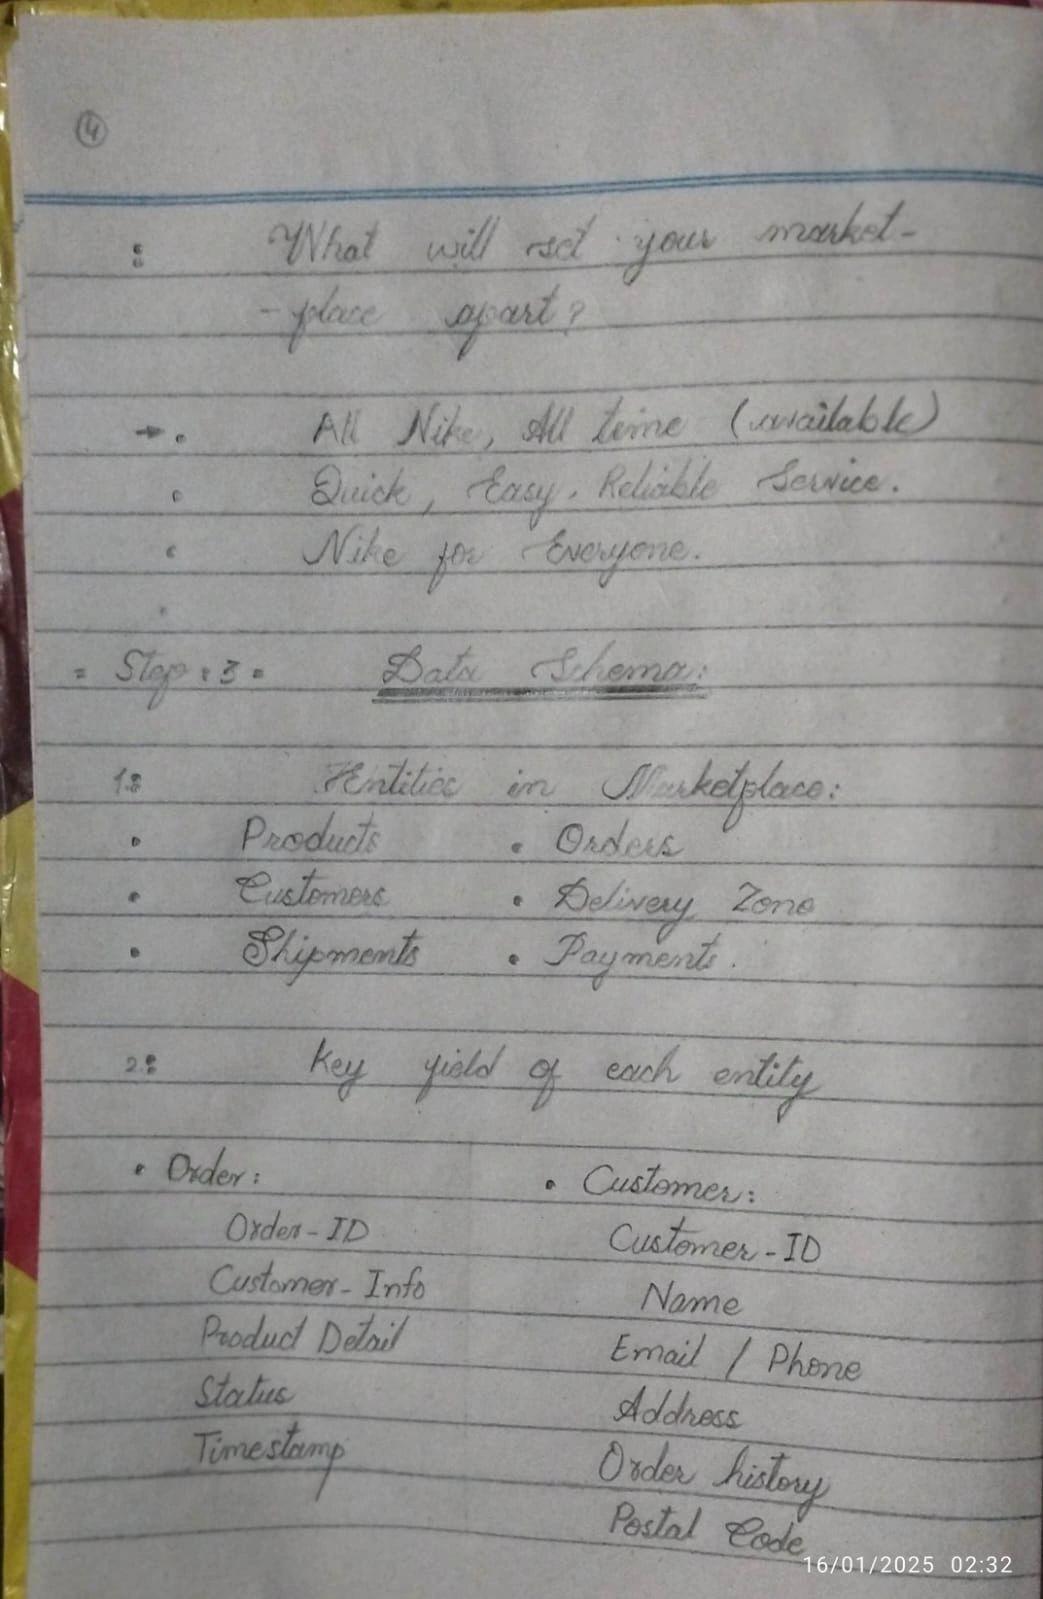 4
: What will set your market-
-place apart?
→ • All Nike, All time (available)
• Quick, Easy, Reliable Service.
• Nike for Everyone.
= Step : 3 = Data Schema:
1: Entities in Marketplace:
• Products • Orders
• Customers • Delivery Zone
• Shipments • Payments.
2: Key yield of each entity
• Order: • Customer:
Order-ID Customer-ID
Customer-Info Name
Product Detail Email / Phone
Status Address
Timestamp Order history
Postal Code
16/01/2025 02:32